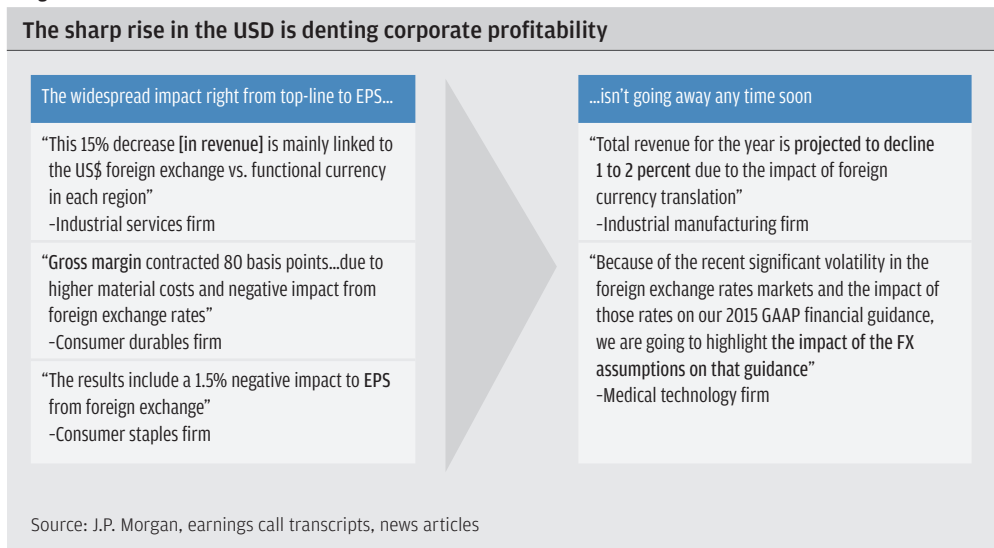 The sharp rise in the USD is denting corporate profitability
The widespread impact right from top-line to EPS...
“This 15% decrease [in revenue] is mainly linked to
the US$ foreign exchange vs. functional currency
in each region”
–Industrial services firm
“Gross margin contracted 80 basis points...due to
higher material costs and negative impact from
foreign exchange rates”
–Consumer durables firm
“The results include a 1.5% negative impact to EPS
from foreign exchange”
–Consumer staples firm
...isn’t going away any time soon
“Total revenue for the year is projected to decline
1 to 2 percent due to the impact of foreign
currency translation”
–Industrial manufacturing firm
“Because of the recent significant volatility in the
foreign exchange rates markets and the impact of
those rates on our 2015 GAAP financial guidance,
we are going to highlight the impact of the FX
assumptions on that guidance”
–Medical technology firm
Source: J.P. Morgan, earnings call transcripts, news articles